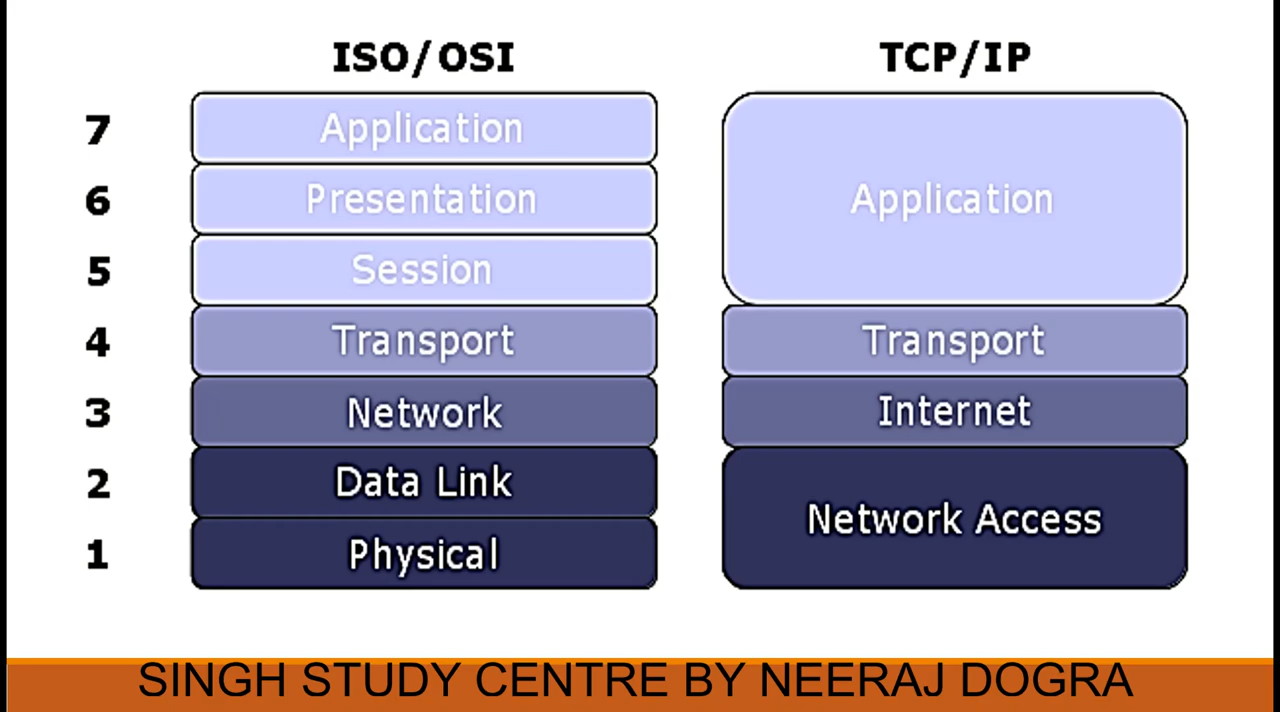 ISO/OSI
TCP/IP
7
Application
6
Presentation
Application
5
Session
4
Transport
Transport
3
Network
Internet
2
Data Link
Network Access
1
Physical
SINGH STUDY CENTRE BY NEERAJ DOGRA